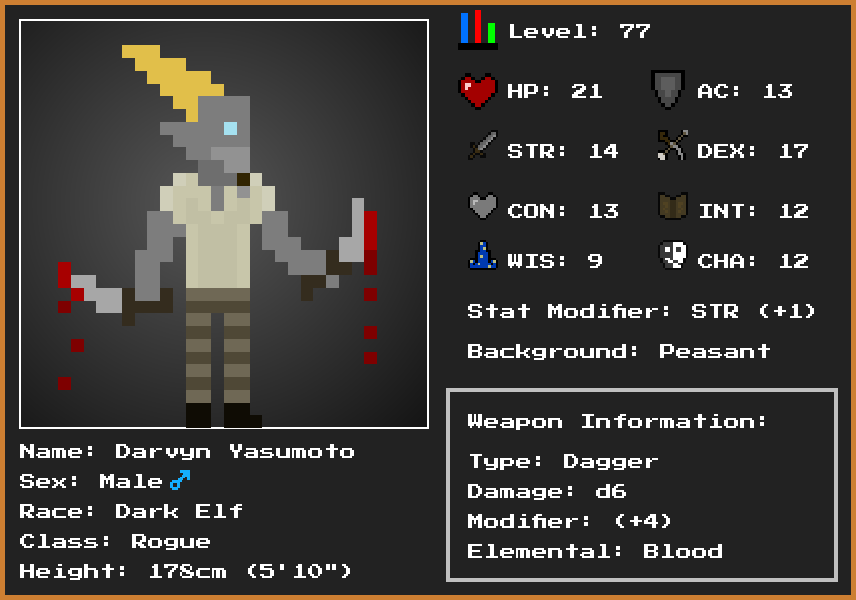 Level: 77
HP: 21 AC: 13
STR: 14 DEX: 17
CON: 13 INT: 12
WIS: 9 CHA: 12
Stat Modifier: STR (+1)
Background: Peasant
Weapon Information:
Type: Dagger
Damage: d6
Modifier: (+4)
Elemental: Blood
Name: Darvyn Yasumoto
Sex: Male ♂
Race: Dark Elf
Class: Rogue
Height: 178cm (5'10")